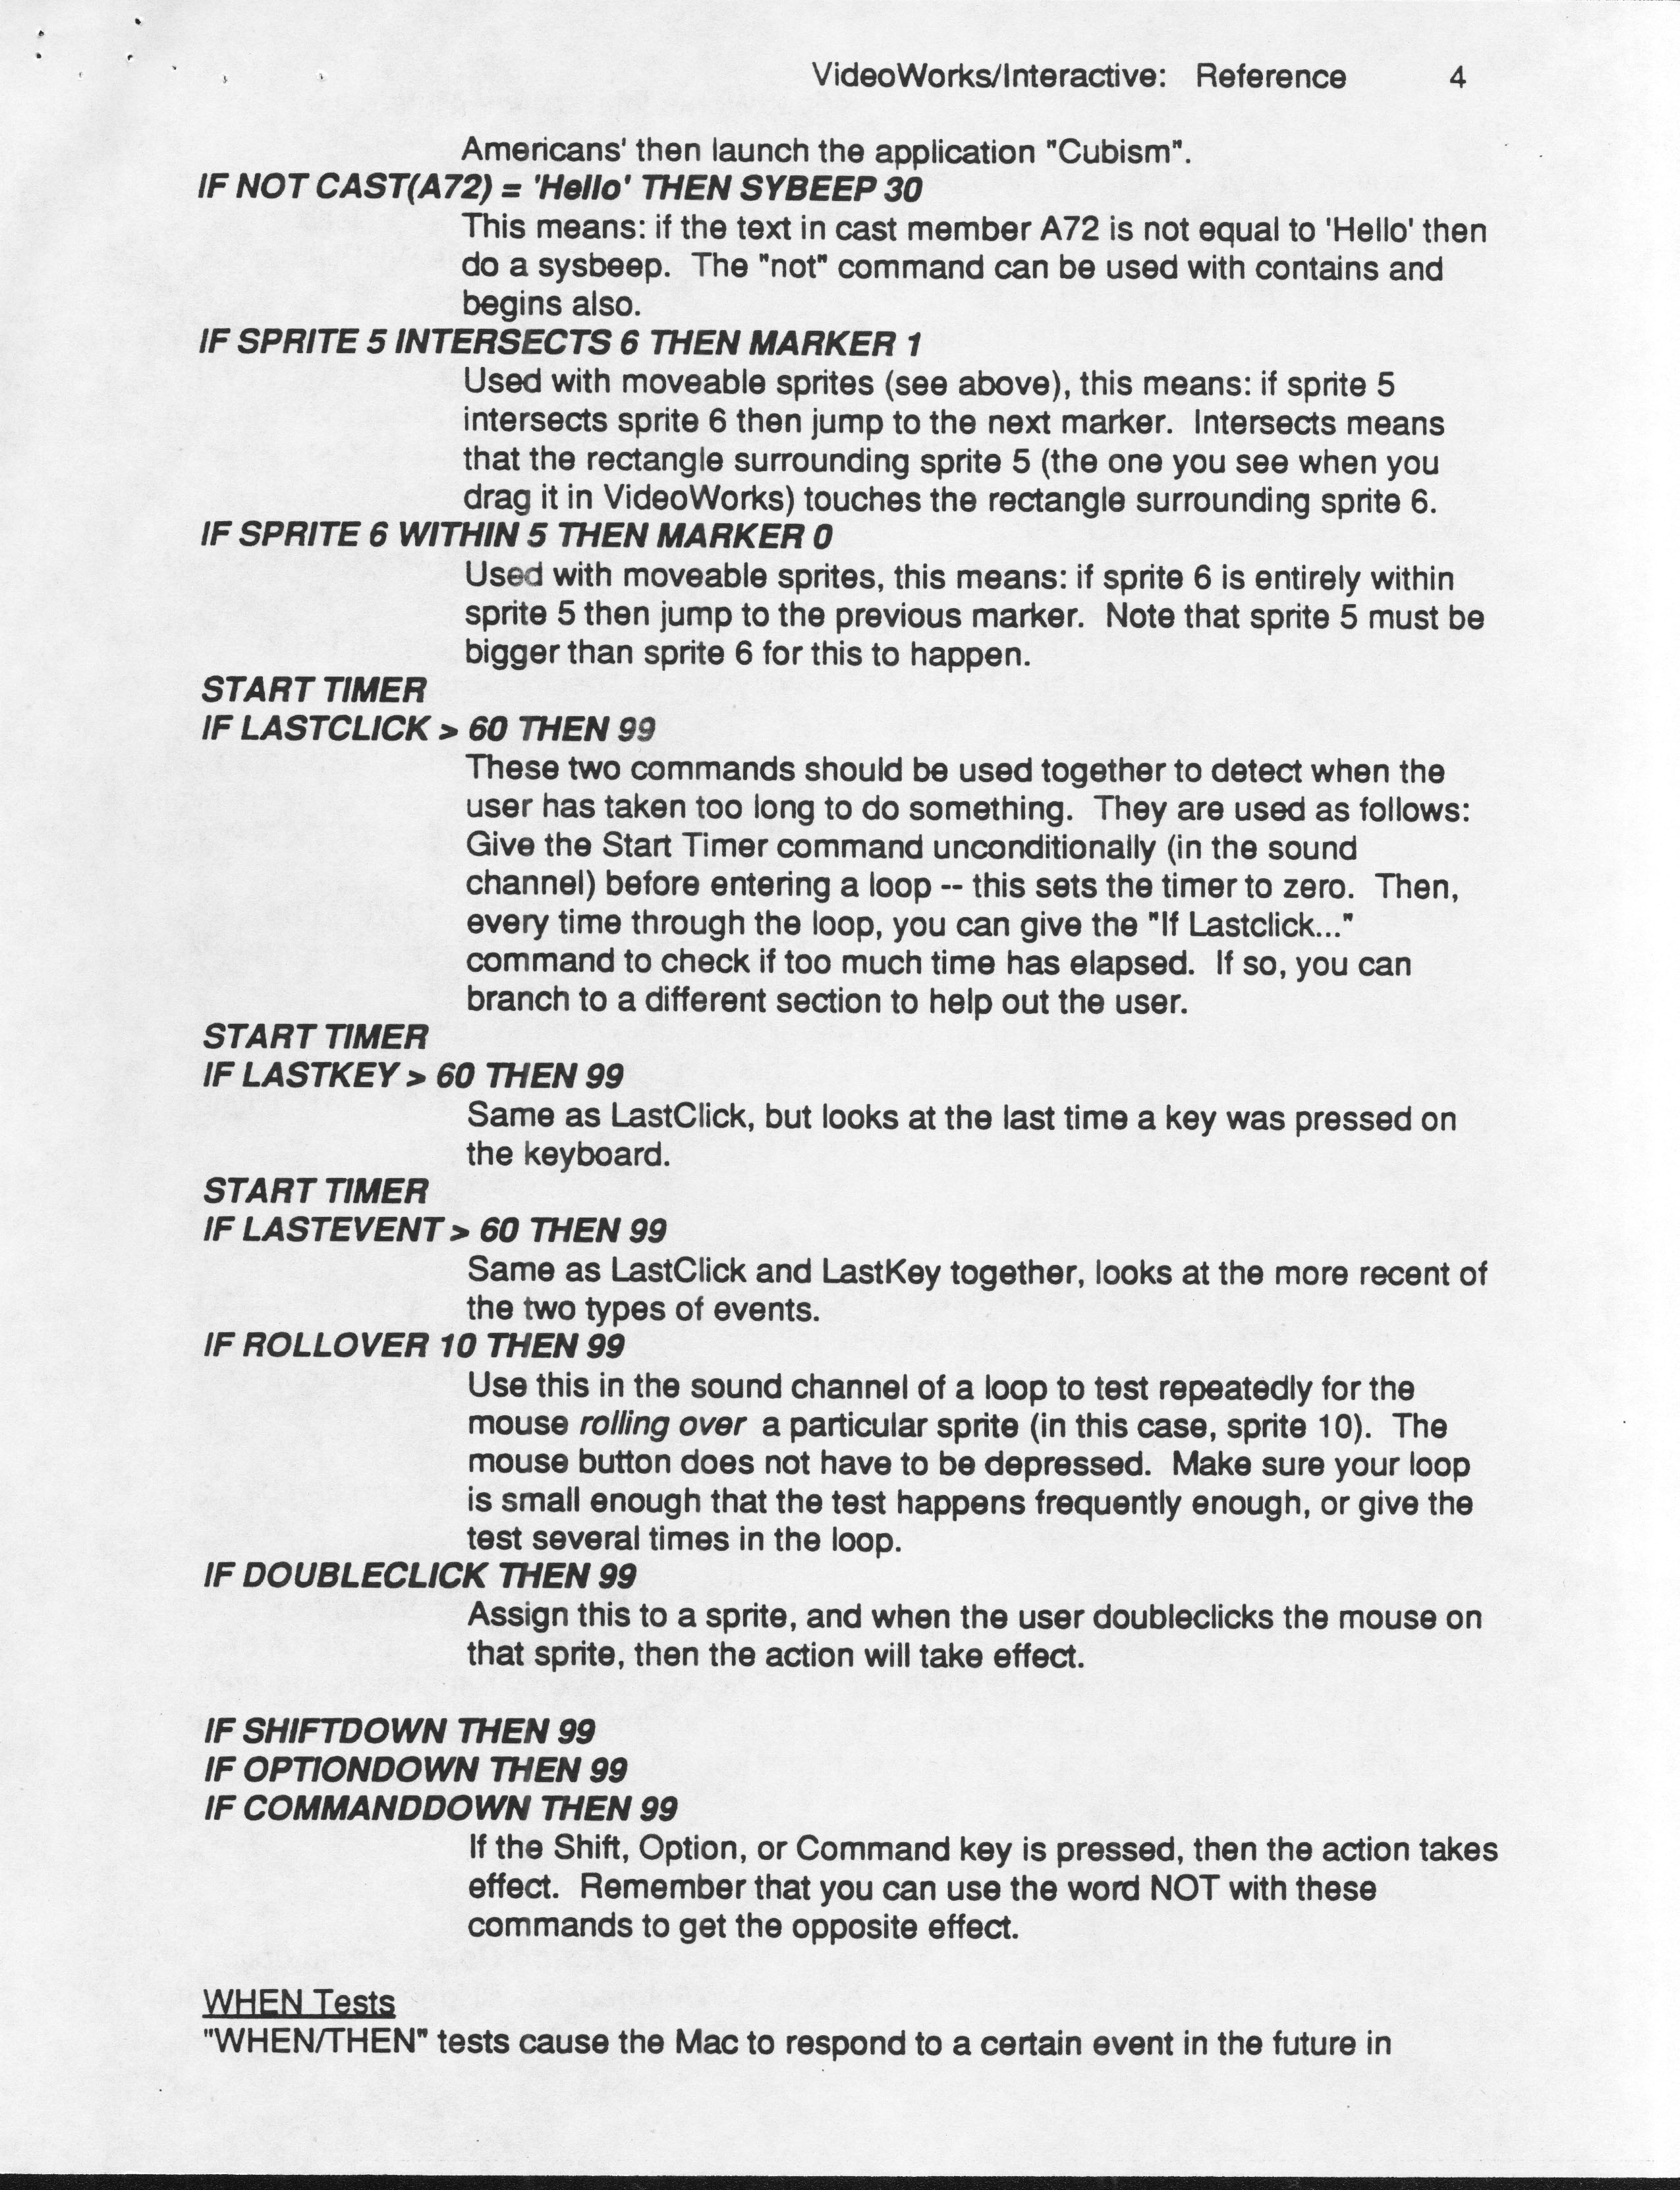 VideoWorks/Interactive: Reference 4
Americans' then launch the application "Cubism".
IF NOT CAST(A72) = 'Hello' THEN SYBEEP 30
This means: if the text in cast member A72 is not equal to 'Hello' then
do a sysbeep. The "not" command can be used with contains and
begins also.
IF SPRITE 5 INTERSECTS 6 THEN MARKER 1
Used with moveable sprites (see above), this means: if sprite 5
intersects sprite 6 then jump to the next marker. Intersects means
that the rectangle surrounding sprite 5 (the one you see when you
drag it in VideoWorks) touches the rectangle surrounding sprite 6.
IF SPRITE 6 WITHIN 5 THEN MARKER 0
Used with moveable sprites, this means: if sprite 6 is entirely within
sprite 5 then jump to the previous marker. Note that sprite 5 must be
bigger than sprite 6 for this to happen.
START TIMER
IF LASTCLICK > 60 THEN 99
These two commands should be used together to detect when the
user has taken too long to do something. They are used as follows:
Give the Start Timer command unconditionally (in the sound
channel) before entering a loop -- this sets the timer to zero. Then,
every time through the loop, you can give the "If Lastclick..."
command to check if too much time has elapsed. If so, you can
branch to a different section to help out the user.
START TIMER
IF LASTKEY > 60 THEN 99
Same as LastClick, but looks at the last time a key was pressed on
the keyboard.
START TIMER
IF LASTEVENT > 60 THEN 99
Same as LastClick and LastKey together, looks at the more recent of
the two types of events.
IF ROLLOVER 10 THEN 99
Use this in the sound channel of a loop to test repeatedly for the
mouse rolling over a particular sprite (in this case, sprite 10). The
mouse button does not have to be depressed. Make sure your loop
is small enough that the test happens frequently enough, or give the
test several times in the loop.
IF DOUBLECLICK THEN 99
Assign this to a sprite, and when the user doubleclicks the mouse on
that sprite, then the action will take effect.
IF SHIFTDOWN THEN 99
IF OPTIONDOWN THEN 99
IF COMMANDDOWN THEN 99
If the Shift, Option, or Command key is pressed, then the action takes
effect. Remember that you can use the word NOT with these
commands to get the opposite effect.
WHEN Tests
"WHEN/THEN" tests cause the Mac to respond to a certain event in the future in